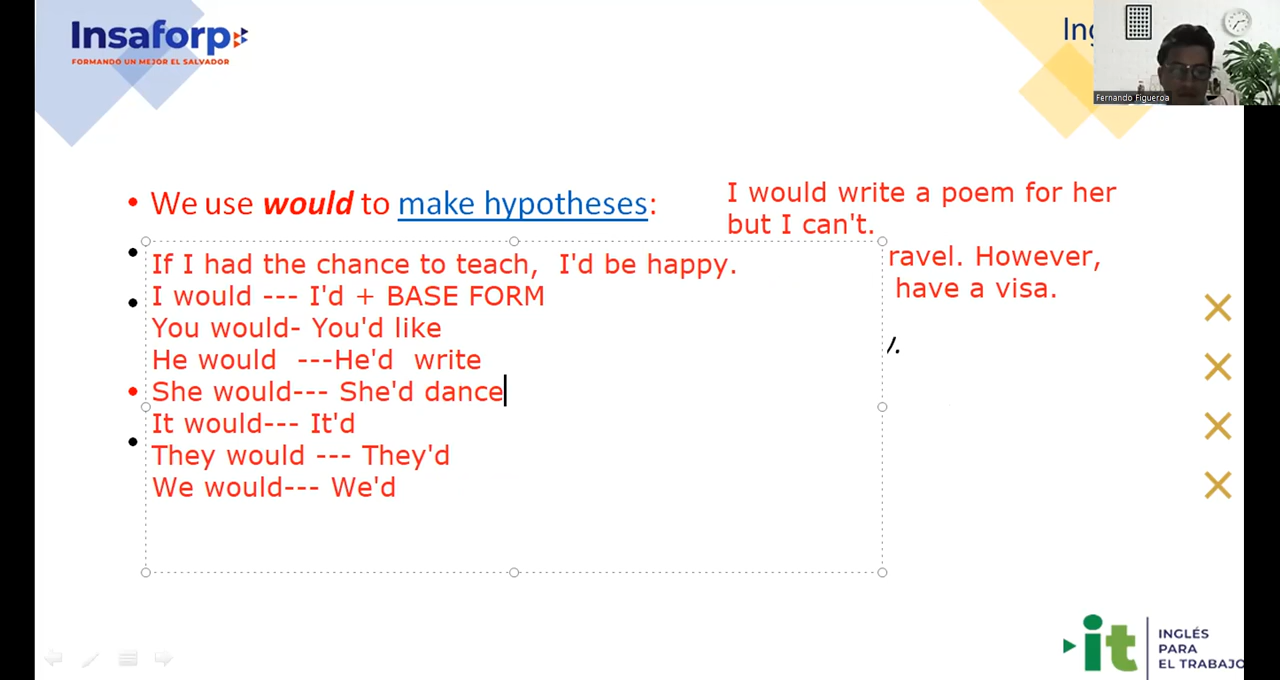 Insaforp
FORMANDO UN MEJOR EL SALVADOR
Ing
Fernando Figueroa
• We use would to make hypotheses:
I would write a poem for her
but I can't.
ravel. However,
have a visa.
y.
If I had the chance to teach,  I'd be happy.
I would --- I'd + BASE FORM
You would- You'd like
He would  ---He'd  write
She would--- She'd dance
It would--- It'd
They would --- They'd
We would--- We'd
it
INGLÉS
PARA
EL TRABAJO